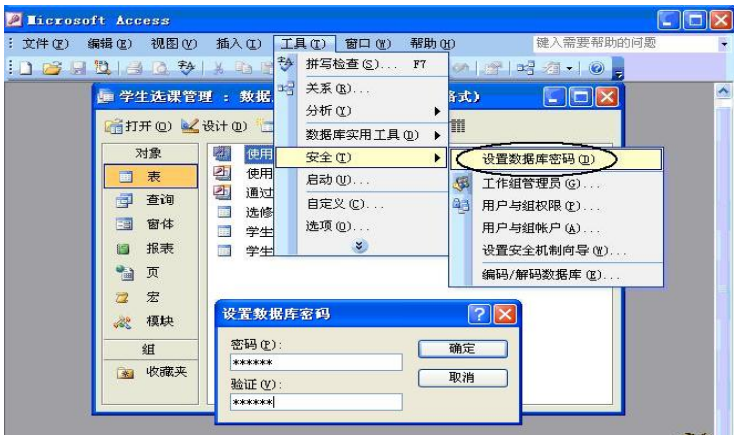 Microsoft Access
文件(F) 编辑(E) 视图(V) 插入(I) 工具(T) 窗口(W) 帮助(H) 键入需要帮助的问题
拼写检查(S)... F7
关系(R)...
分析(Y)
数据库实用工具(D)
安全(T)
启动(U)...
自定义(C)...
选项(O)...
设置数据库密码(D)
工作组管理员(G)...
用户与组权限(P)...
用户与组帐户(A)...
设置安全机制向导(W)...
编码/解码数据库(E)...
学生选课管理 : 数据 格式)
打开(O) 设计(D)
对象
表
查询
窗体
报表
页
宏
模块
组
收藏夹
使用
使用
通过
选修
学生
学生
设置数据库密码
密码(P):
******
验证(V):
******
确定
取消